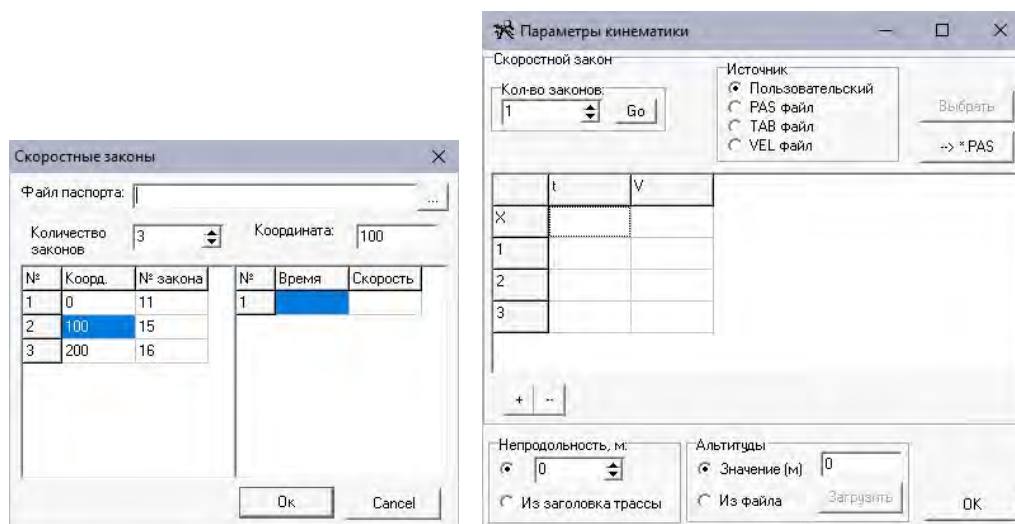 Скоростные законы
Файл паспорта:
...
Количество законов
3
Координата:
100
№ Коорд. № закона
1 0 11
2 100 15
3 200 16
№ Время Скорость
1
Ок
Cancel
Параметры кинематики
Скоростной закон
Кол-во законов:
1
Go
Источник
Пользовательский
PAS файл
TAB файл
VEL файл
Выбрать
--> *.PAS
t V
X
1
2
3
+ --
Непродольность, м:
0
Из заголовка трассы
Альтитуды
Значение (м) 0
Из файла
Загрузить
OK